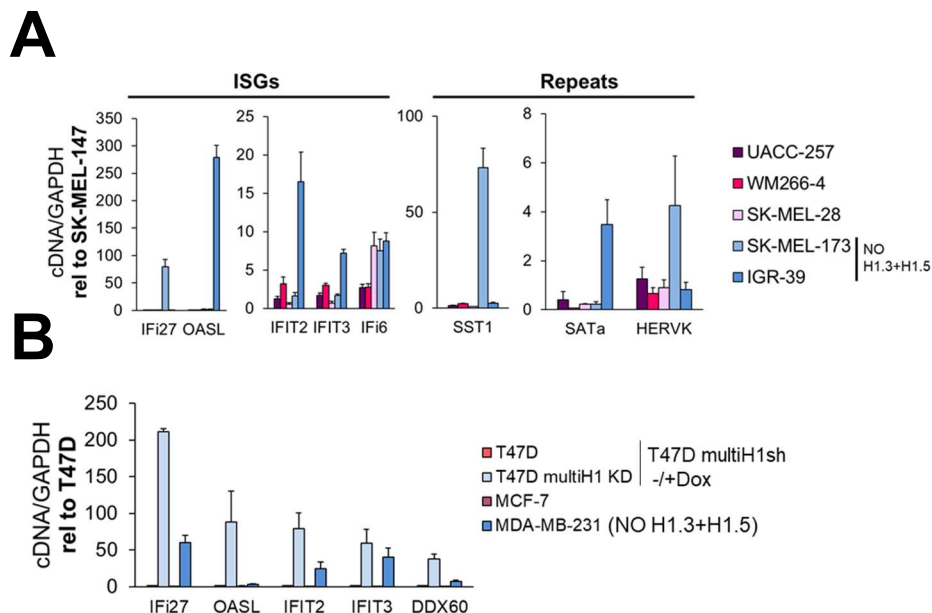 A
ISGs
Repeats
cDNA/GAPDH
rel to SK-MEL-147
350
300
250
200
150
100
50
0
IFi27 OASL
25
20
15
10
5
0
IFIT2 IFIT3 IFi6
100
50
0
SST1
8
6
4
2
0
SATa HERVK
UACC-257
WM266-4
SK-MEL-28
SK-MEL-173
IGR-39
NO
H1.3+H1.5
B
cDNA/GAPDH
rel to T47D
250
200
150
100
50
0
IFi27 OASL IFIT2 IFIT3 DDX60
T47D
T47D multiH1 KD
MCF-7
MDA-MB-231 (NO H1.3+H1.5)
T47D multiH1sh
-/+Dox